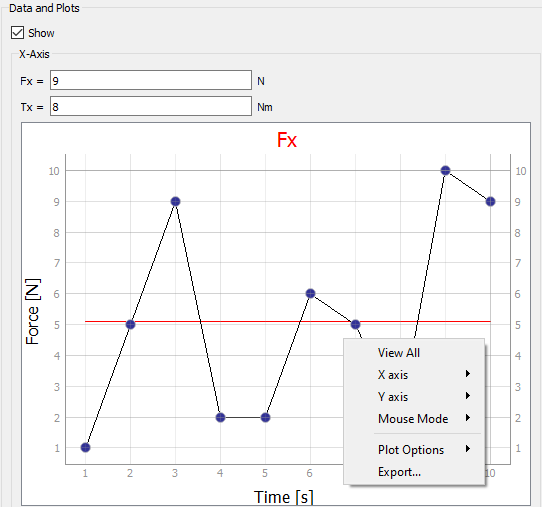 Data and Plots
Show
X-Axis
Fx = 9 N
Tx = 8 Nm
Fx
10 10
9 9
8 8
7 7
6 6
5 5
4
3
2 2
1 1
Force [N]
View All
X axis
Y axis
Mouse Mode
Plot Options
Export...
1 2 3 4 5 6 10
Time [s]